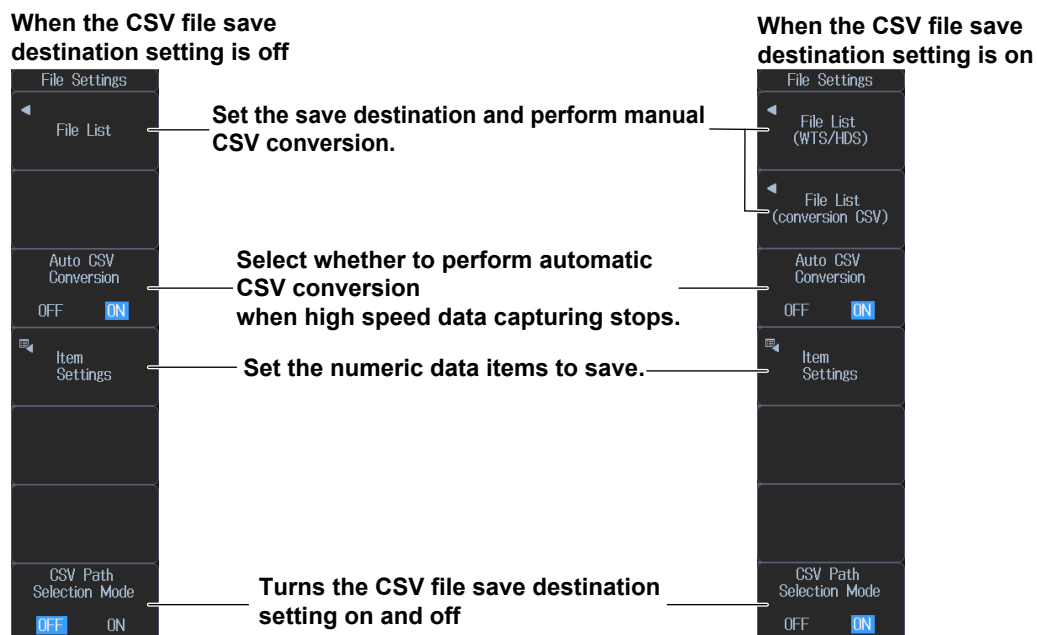 When the CSV file save
destination setting is off
File Settings
File List
Auto CSV
Conversion
OFF ON
Item
Settings
CSV Path
Selection Mode
OFF ON
Set the save destination and perform manual
CSV conversion.
Select whether to perform automatic
CSV conversion
when high speed data capturing stops.
Set the numeric data items to save.
Turns the CSV file save destination
setting on and off
When the CSV file save
destination setting is on
File Settings
File List
(WTS/HDS)
File List
(conversion CSV)
Auto CSV
Conversion
OFF ON
Item
Settings
CSV Path
Selection Mode
OFF ON